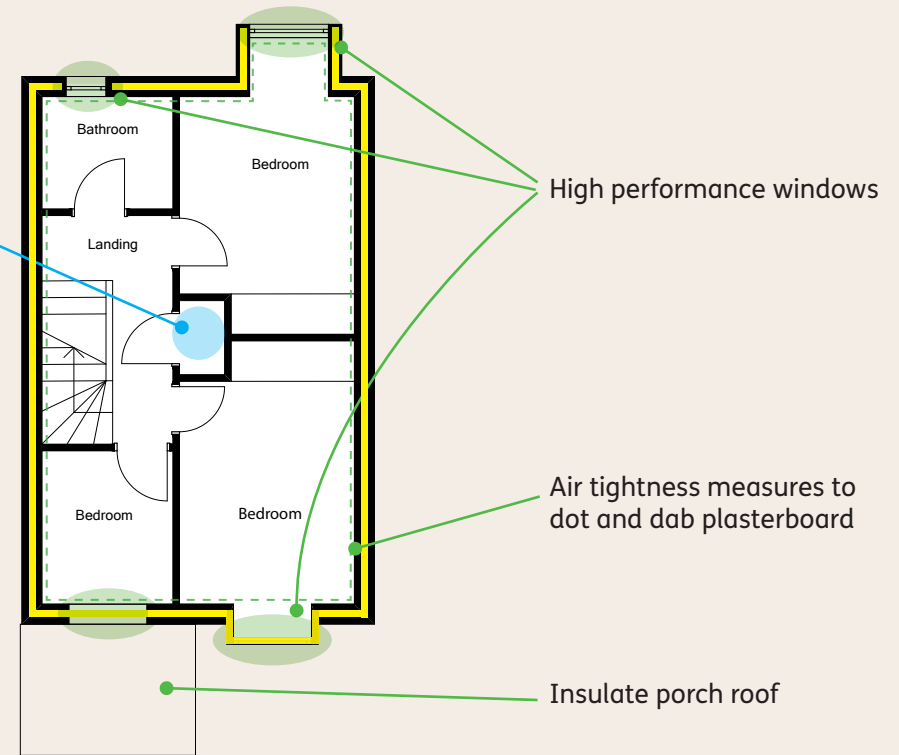 Bathroom
Bedroom
High performance windows
Landing
Air tightness measures to
dot and dab plasterboard
Bedroom
Bedroom
Insulate porch roof